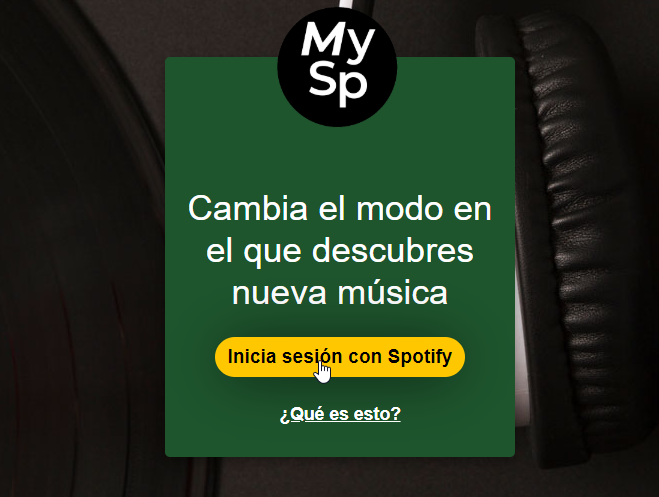 My
Sp
Cambia el modo en
el que descubres
nueva música
Inicia sesión con Spotify
¿Qué es esto?